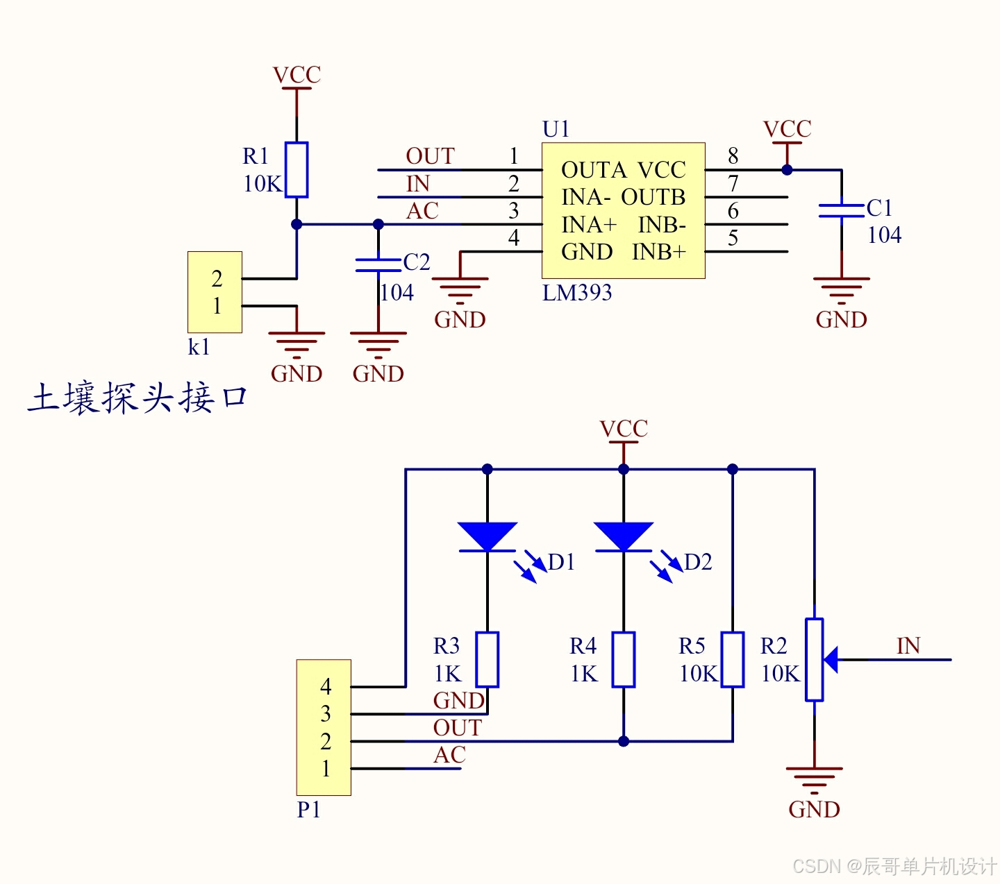 VCC
R1
10K
OUT
IN
AC
1
2
3
4
U1
OUTA VCC
INA- OUTB
INA+ INB-
GND INB+
LM393
8
7
6
5
VCC
C1
104
GND
C2
104
GND
GND
GND
2
1
k1
土壤探头接口
VCC
D1
D2
R3
1K
R4
1K
R5
10K
R2
10K
IN
4
3
2
1
GND
OUT
AC
P1
GND
CSDN @辰哥单片机设计